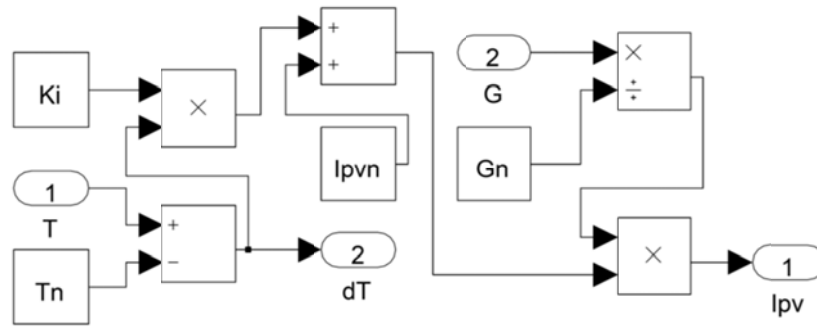 +
+
2
G
×
÷
Ki
×
Ipvn
Gn
1
T
+
−
Tn
2
dT
×
1
Ipv